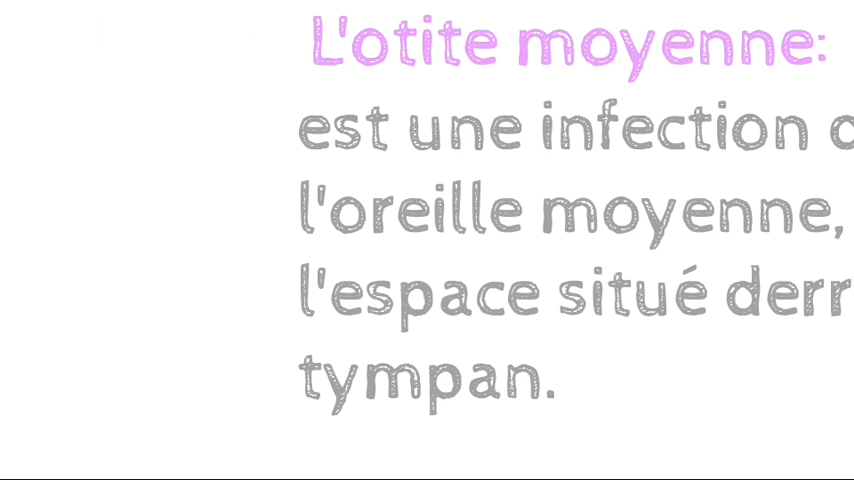 L'otite moyenne:
est une infection
l'oreille moyenne,
l'espace situé
tympan.